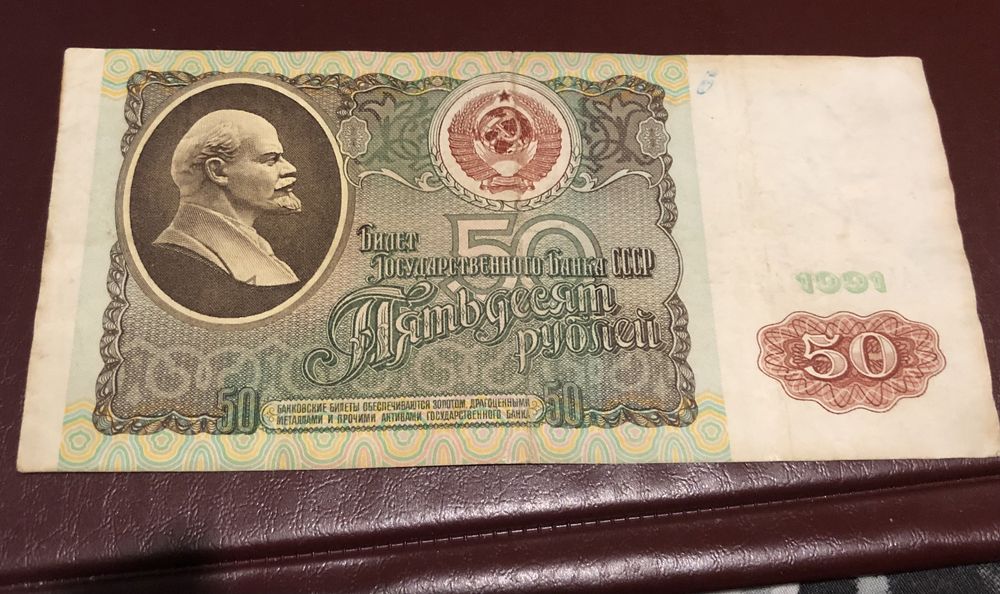 50
Билет
Государственного Банка СССР
Пятьдесят
рублей
50
БАНКОВСКИЕ БИЛЕТЫ ОБЕСПЕЧИВАЮТСЯ ЗОЛОТОМ, ДРАГОЦЕННЫМИ
МЕТАЛЛАМИ И ПРОЧИМИ АКТИВАМИ ГОСУДАРСТВЕННОГО БАНКА
50
1991
50